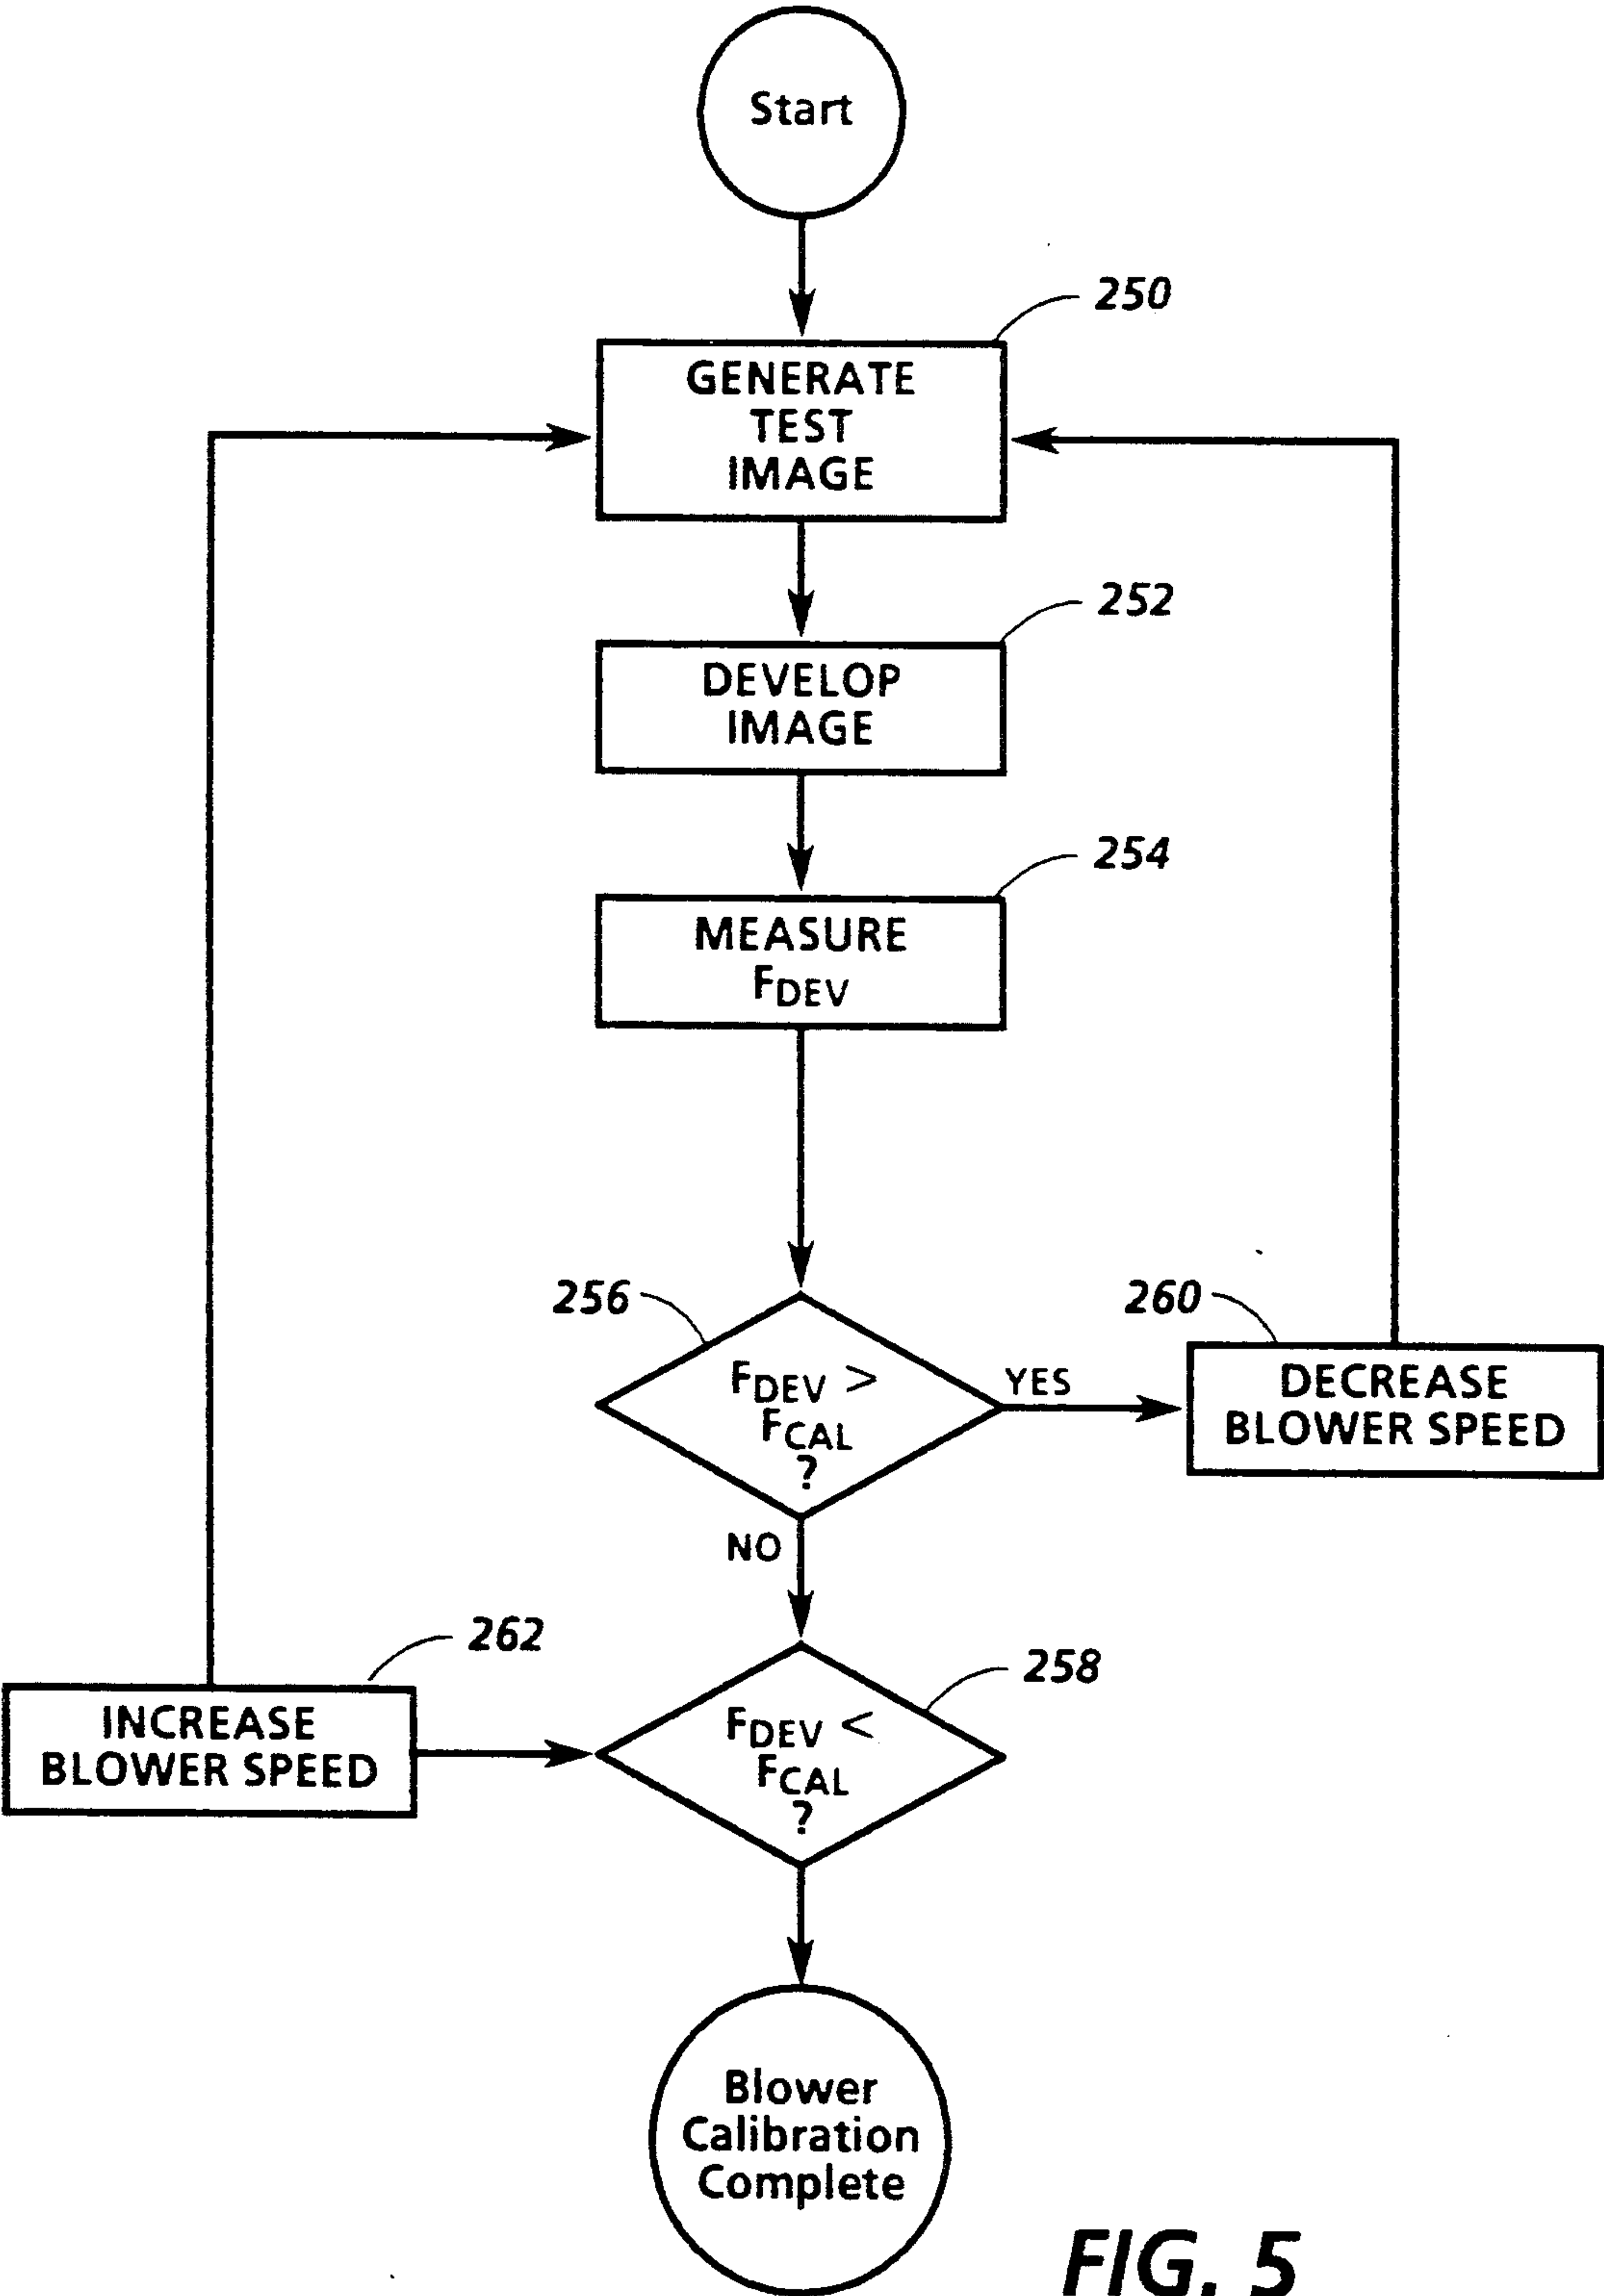 Start
250
GENERATE
TEST
IMAGE
252
DEVELOP
IMAGE
254
MEASURE
FDEV
256
FDEV >
FCAL
?
YES
260
DECREASE
BLOWER SPEED
NO
262
INCREASE
BLOWER SPEED
258
FDEV <
FCAL
?
Blower
Calibration
Complete
FIG. 5